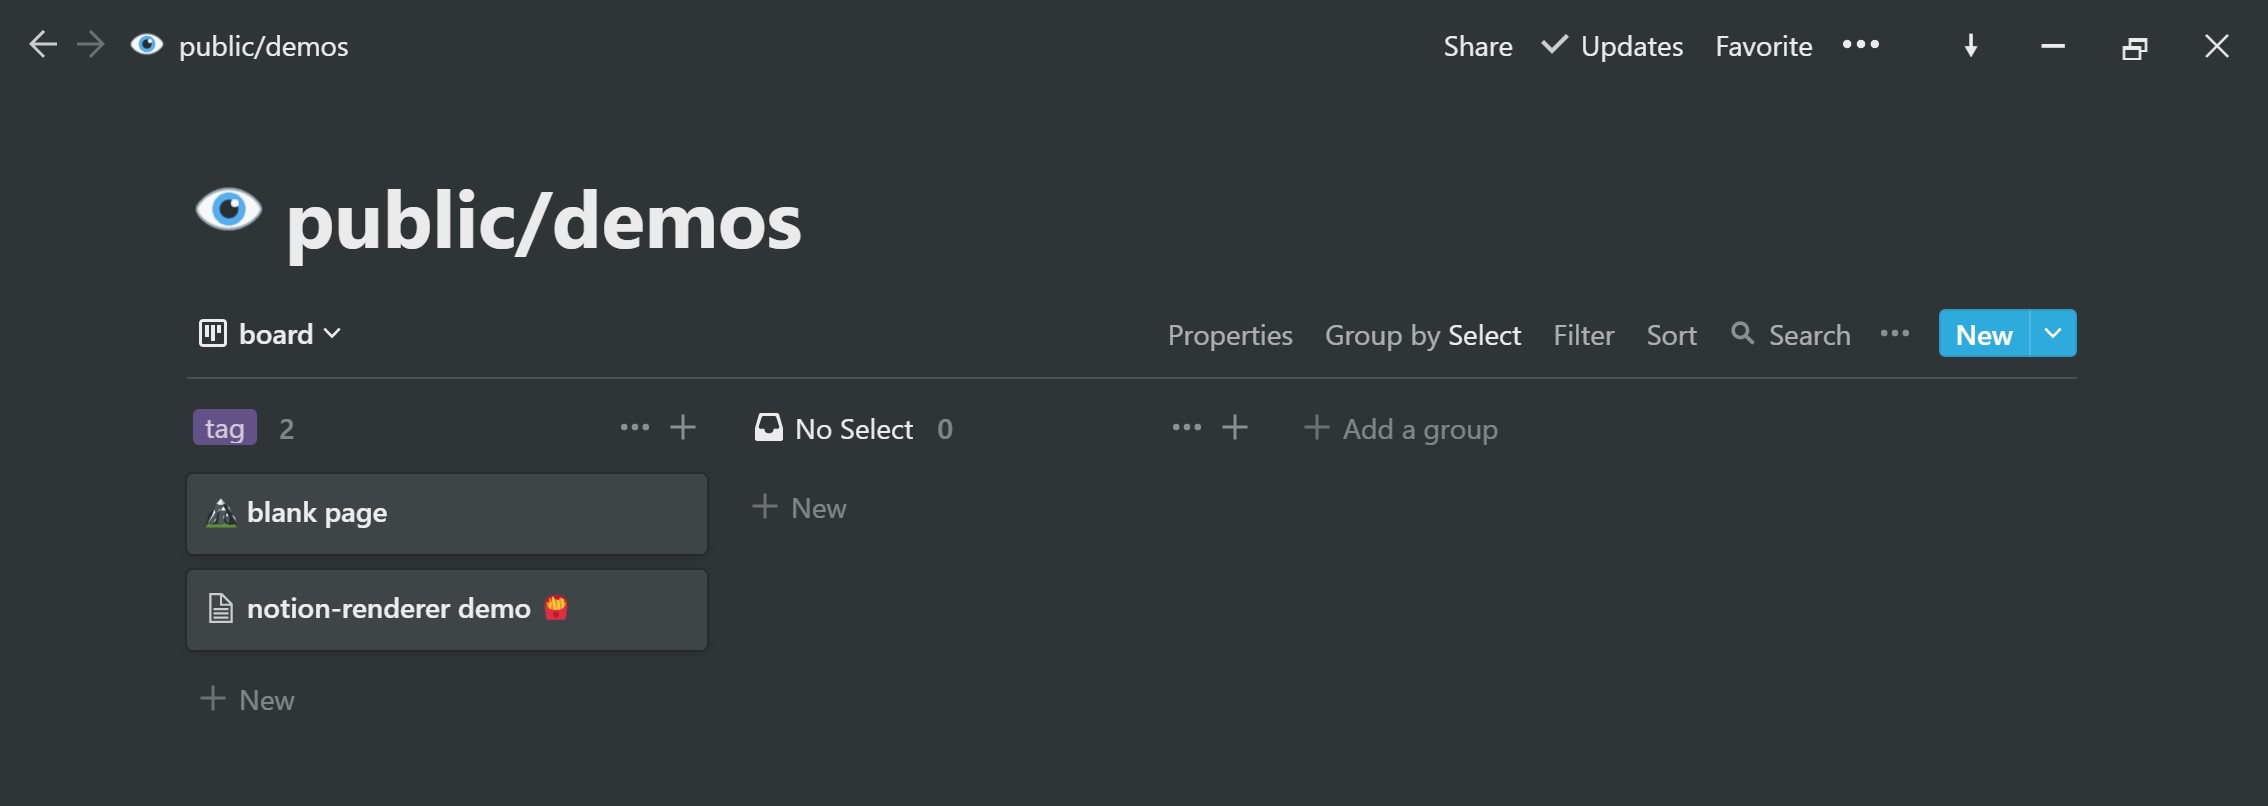 public/demos Share Updates Favorite
public/demos
board Properties Group by Select Filter Sort Search New
tag 2 No Select 0 Add a group
blank page New
notion-renderer demo
New